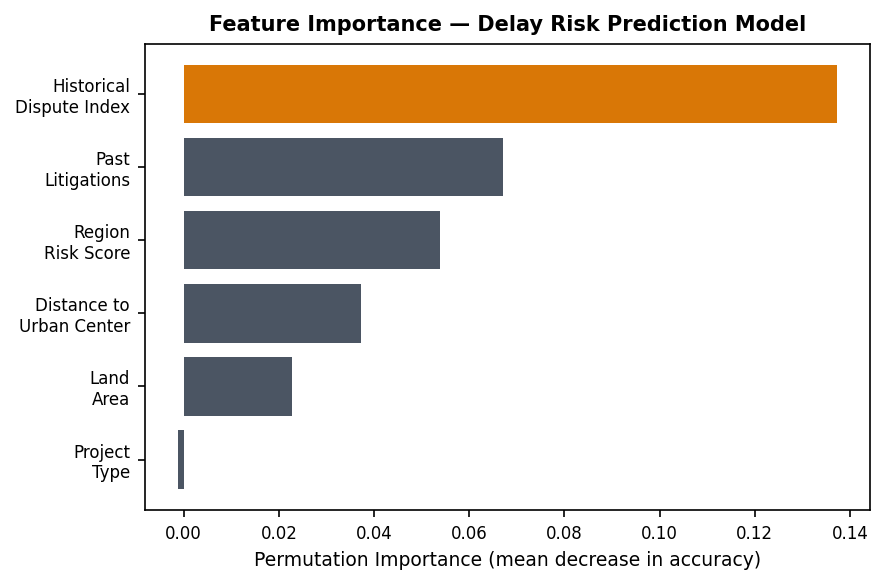 Feature Importance — Delay Risk Prediction Model
Historical
Dispute Index
Past
Litigations
Region
Risk Score
Distance to
Urban Center
Land
Area
Project
Type
0.00 0.02 0.04 0.06 0.08 0.10 0.12 0.14
Permutation Importance (mean decrease in accuracy)